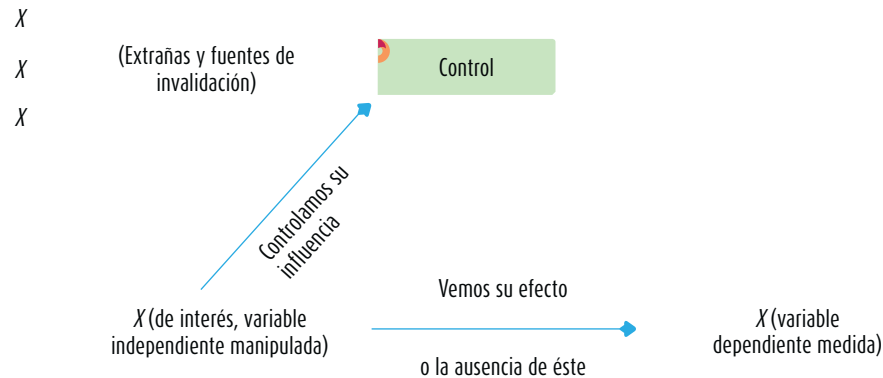 X
(Extrañas y fuentes de
invalidación)
X
X
Control
Controlamos su
influencia
Vemos su efecto
X (de interés, variable
independiente manipulada)
o la ausencia de éste
X (variable
dependiente medida)